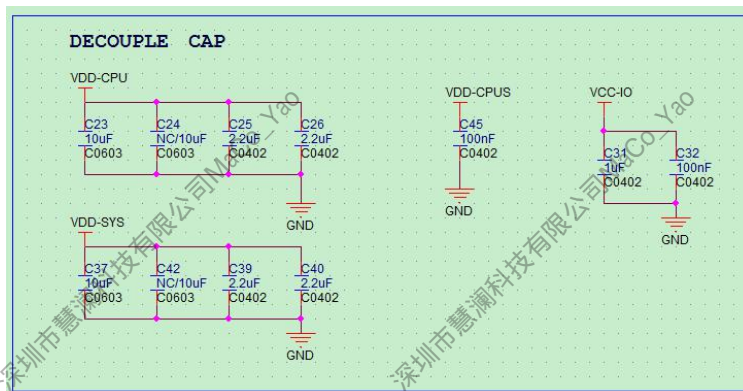 DECOUPLE CAP
VDD-CPU
C23
10uF
C0603
C24
NC/10uF
C0603
C25
2.2uF
C0402
C26
2.2uF
C0402
GND
VDD-CPUS
C45
100nF
C0402
GND
VCC-IO
C31
1uF
C0402
C32
100nF
C0402
GND
VDD-SYS
C37
10uF
C0603
C42
NC/10uF
C0603
C39
2.2uF
C0402
C40
2.2uF
C0402
GND
深圳市慧澜科技有限公司MaCo_Yao
深圳市慧澜科技有限公司MaCo_Yao